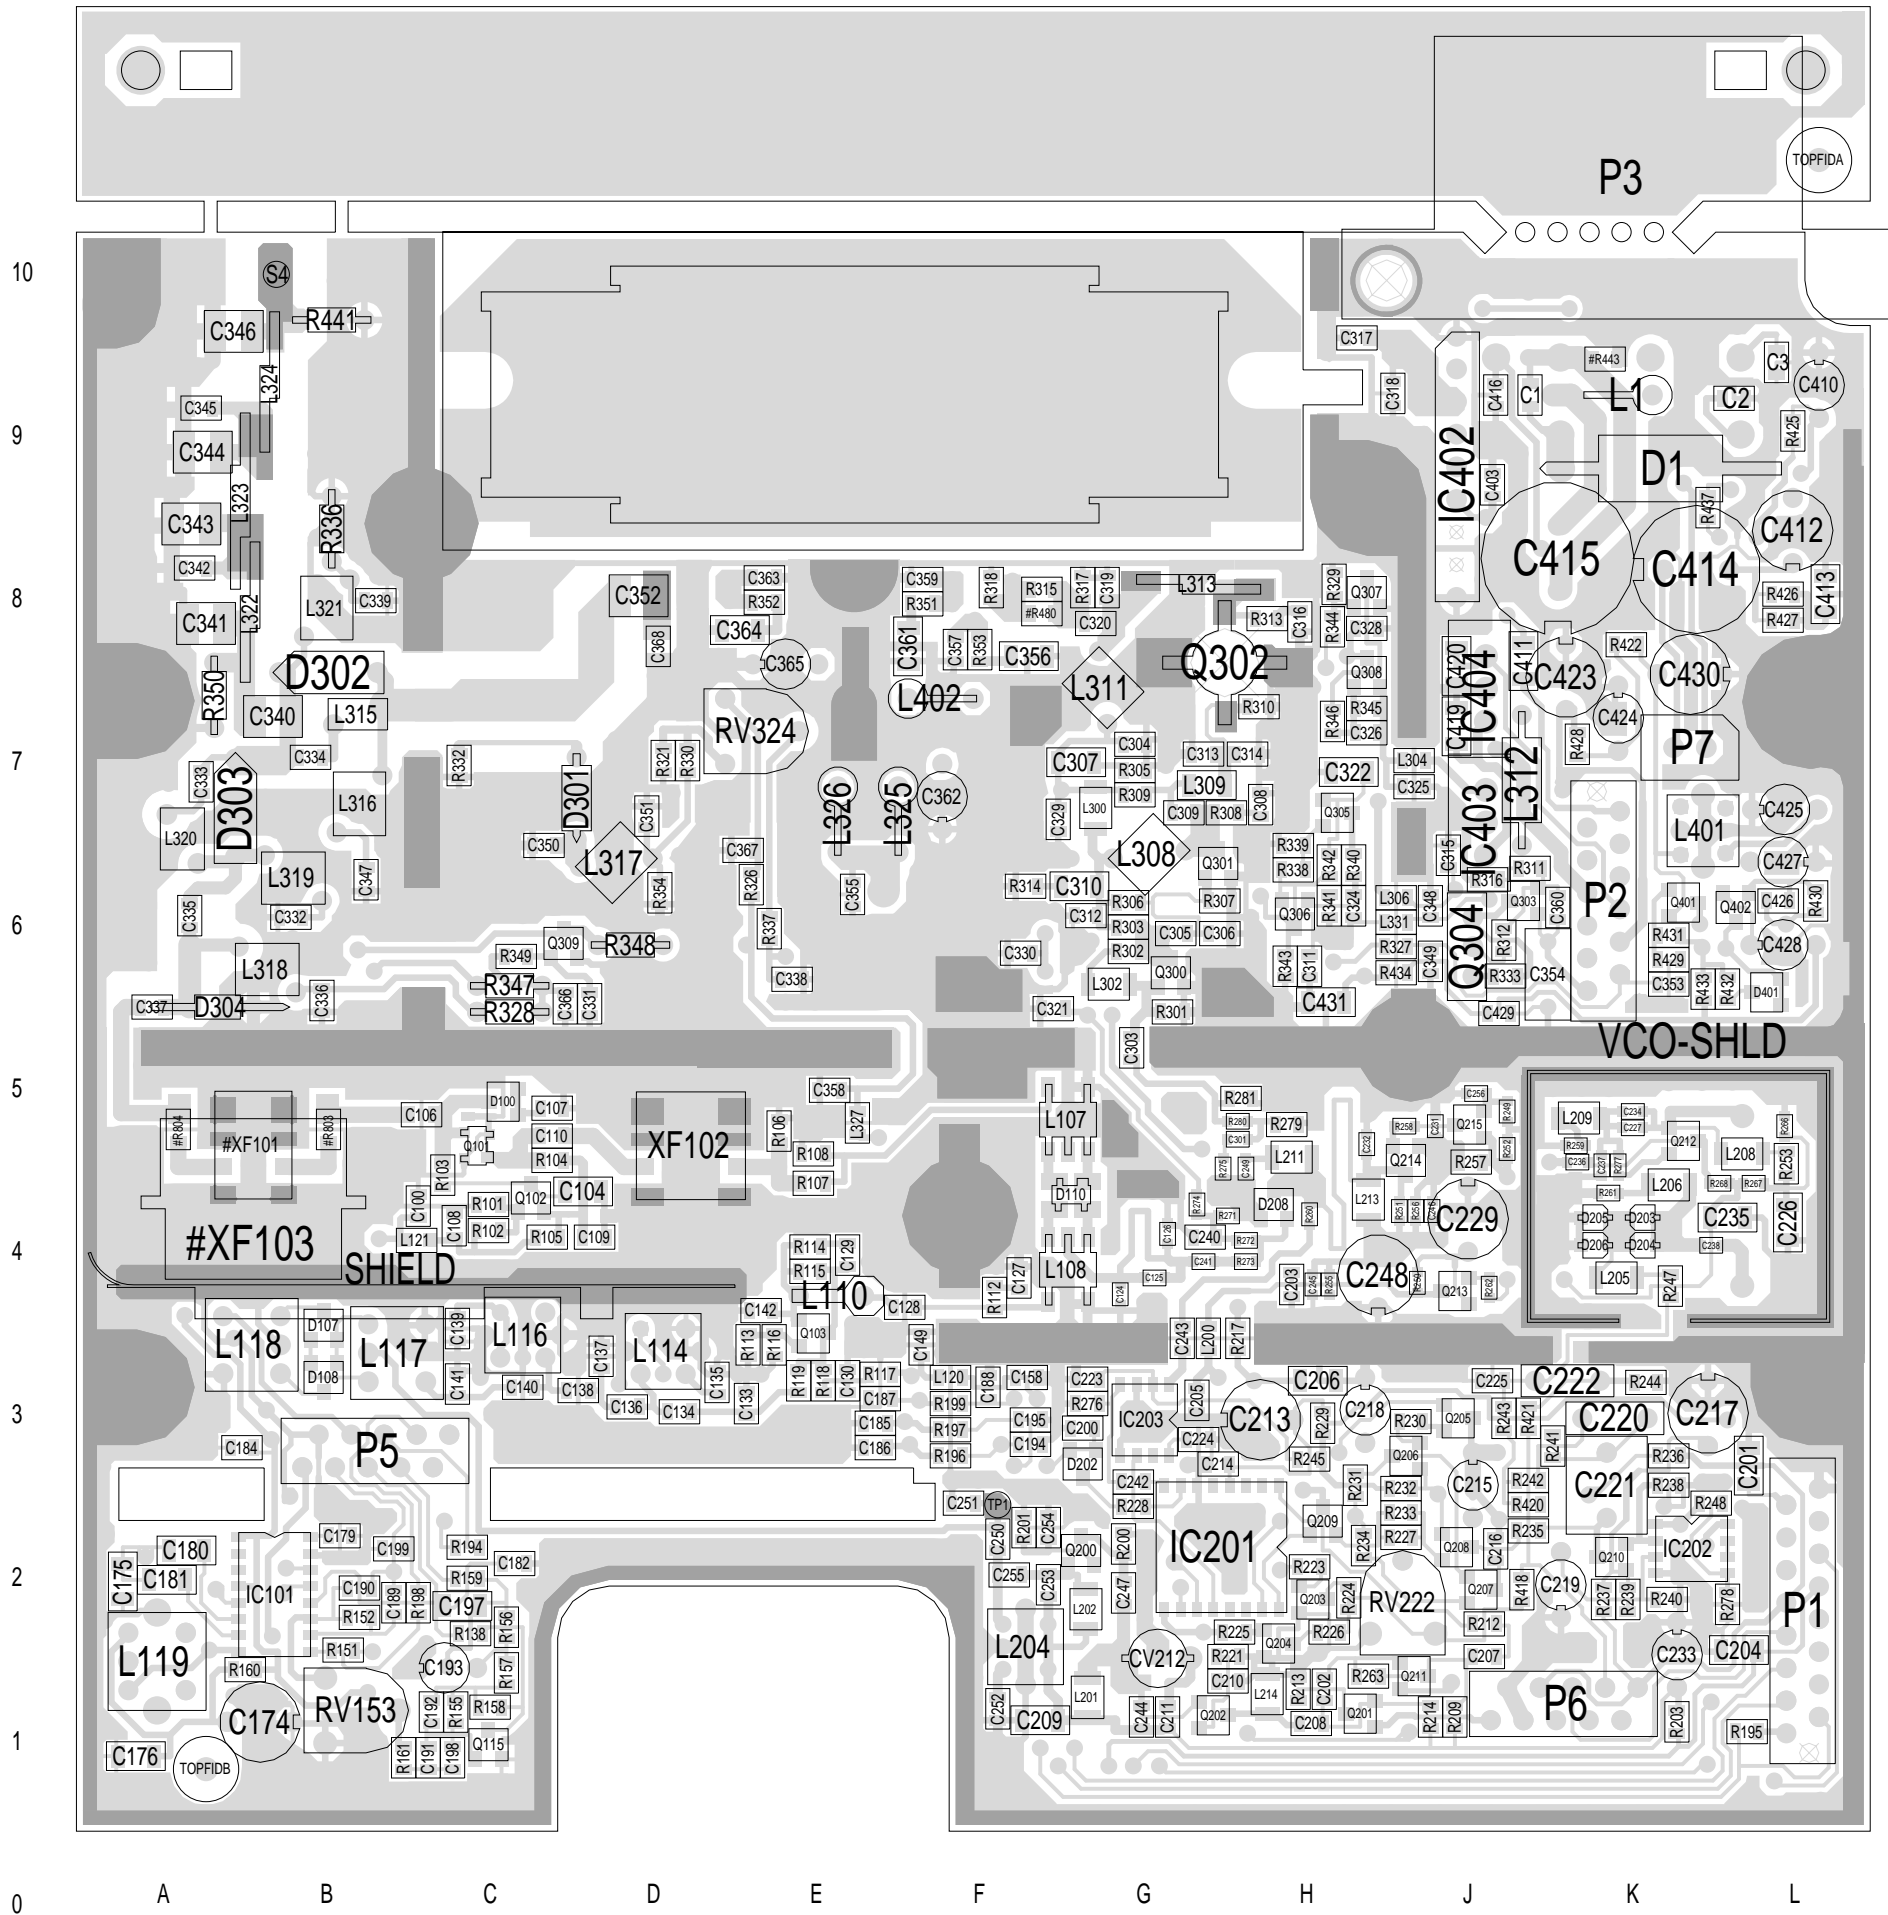 P3
TOPFIDA
10
S4
C346 R441
C317
#R443 C3
L324
C318 C416 C1 L1 C2 C410
C345
R425
9
C344
IC402 D1
C403
L323
R437
C343 R336
C412
C415 C414
C342
8
L321 C339 C352 C363 C359 R318 R315 R317 C319 L313 R329 Q307
R352 R351 #R480 R426 C413
C341 L322
C364 C320 R313 C316 R344 C328 R427
C368 C361 C357 R353 C356 C420 IC404 C411 R422
D302 C365 Q302 Q308 C423 C430
R350 L402 L311
C340 L315 RV324 R310 R346 R345 C419 C424
C326
R428 P7
C334 R332 R321 R330 C304 C313 C314 L304
7
C333 D303 L316 D301 C307 R305 L309 C322 C325 L312
L326 L325 C362 L300 R309 C308
C351 C329 C309 R308 Q305 IC403 C425
L320 L401
C350 L317 C367 L308 R339 C315
Q301 R342 R340 R311 C427
L319 C347 R354 R326 C355 R314 C310 R338 R316
C335 C332 R306 R307 Q306 R341 C324 L306 C348 Q303 C360 P2 Q401 Q402 C426 R430
C312
6
R337 R303 C305 C306 L331 R312
Q309 R348 R302 R327 Q304 R431 C428
R349 C330 C349
L318 C338 L302 Q300 R343 C311 R434 R333 C354 R429
R347 C353 R433 R432 D401
C337 D304 C336 R328 C366 C331 C321 R301 C431 C429
VCO-SHLD
C303
5
C358
#R804 #XF101 #R803 C106 D100 C107 XF102 R106 L327 L107 R281 C256 R249 L209 C234 C227 R266
Q101 C110 R280 C301 R279 C232 R258 C231 Q215 R259 Q212
R103 R104 R108 R275 C249 L211 Q214 R257 R252 C236 C237 R277 L208 R253
R107
C100 R101 Q102 C104 D110 R274 D208 R260 L213 R251 R256 C246 R261 L206 R268 R267
C108 R102 R105 C109 C126 R271 C229 D205 D203 C235 C226
#XF103 L121
4
R114 C129 C240 R272 D206 D204 C238
SHIELD R115 L108 C241 R273
L110 R112 C127 C125 C124 C203 C245 R255 C248 Q213 R262 L205 R247
C142 C128
L118 D107 L117 C139 L116 C137 L114 R113 R116 Q103 C149 C243 L200 R217
D108 C141 C140 C138 C135 C133 R119 R118 C130 R117 L120 C188 C158 C223 C206 C225 C222 R244
C136 C134 C187 R199 R276 IC203 C205 C213 R229 C218 R230 Q205 R243 R421 C220 C217
3
C185 R197 C195 C200 C224
C184 P5 C186 R196 C194 D202 C214 R245 Q206 R241 R236 C201
C242 R231 R232 C215 R242 C221 R238
C251 TP1 R228 R233 R420 R248
C250 R201 C254 Q209 R227 R235
C180 C179 C199 R194 C182 Q200 R200 IC201 R234 Q208 C216 Q210 IC202
2
C175 C181 IC101 C190 C189 R198 R159 C255 C253 C247 R223 Q207 R418 C219
R152 C197 R156 L202 Q203 R224 RV222 R237 R239 R240 R278 P1
R138 R212
L119 R151 L204 R225 Q204 R226
R160 C193 R157 CV212 R221 C207 C233 C204
RV153 L201 C210 L214 R213 C202 R263 Q211
C174 C192 R155 R158 C252 C209 C244 C211 Q202 C208 Q201 R214 R209 P6 R203 R195
1
C176 TOPFIDB R161 C191 C198 Q115
0
A B C D E F G H J K L